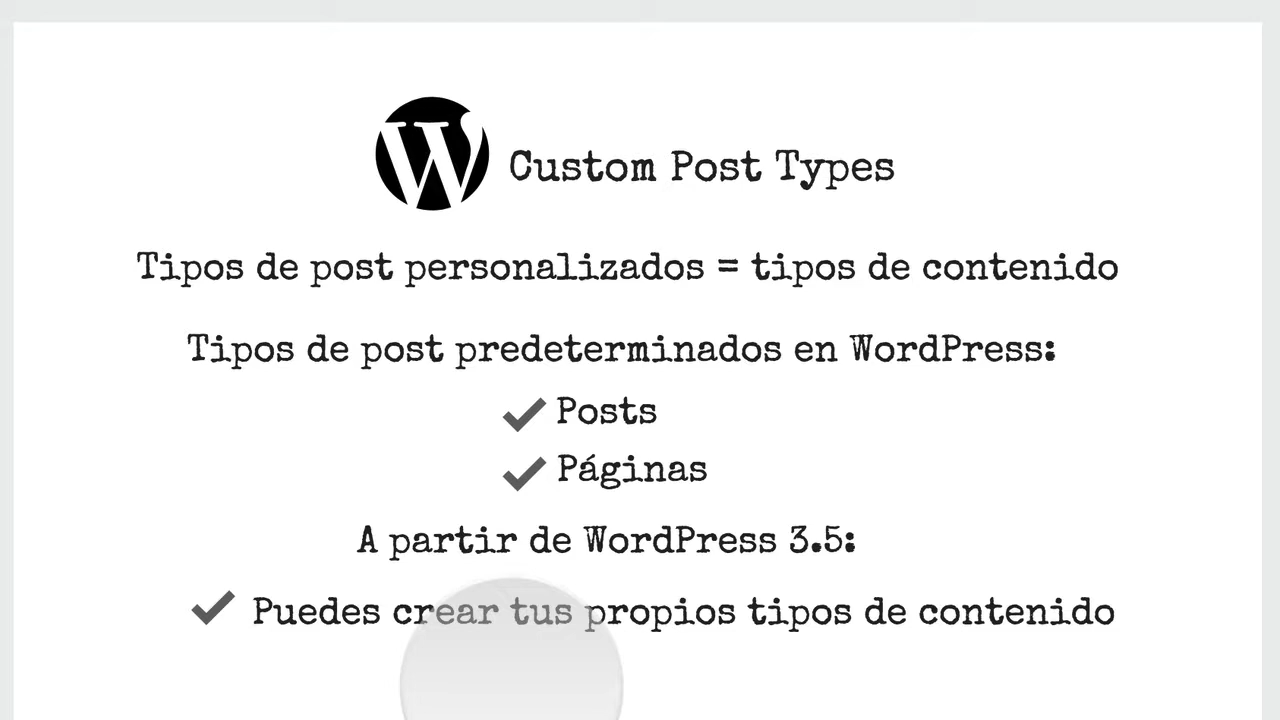 Custom Post Types
Tipos de post personalizados = tipos de contenido
Tipos de post predeterminados en WordPress:
Posts
Páginas
A partir de WordPress 3.5:
Puedes crear tus propios tipos de contenido